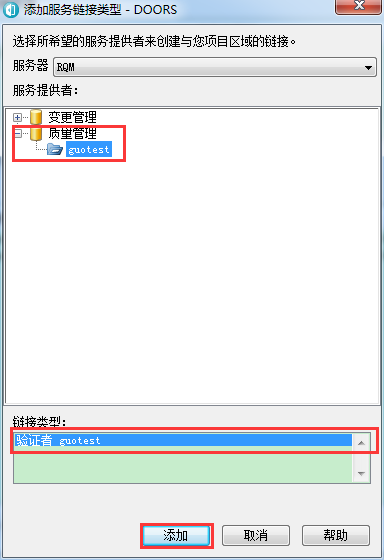 添加服务链接类型 - DOORS
选择所希望的服务提供者来创建与您项目区域的链接。
服务器 RQM
服务提供者：
变更管理
质量管理
guotest
链接类型：
验证者 guotest
添加 取消 帮助